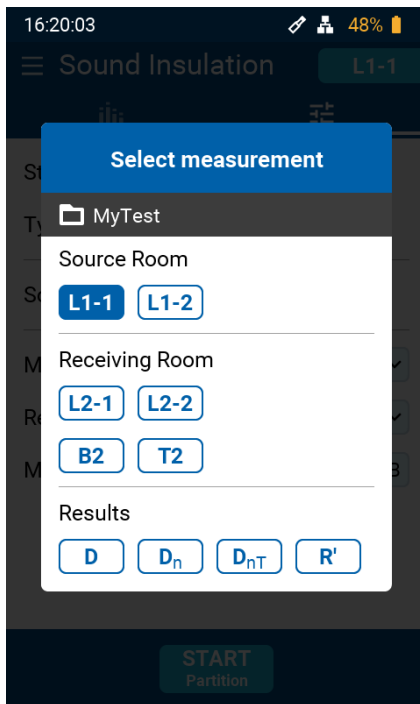 16:20:03 48%
Sound Insulation L1-1
Select measurement
MyTest
Source Room
L1-1 L1-2
Receiving Room
L2-1 L2-2
B2 T2
Results
D Dn DnT R'
START
Partition